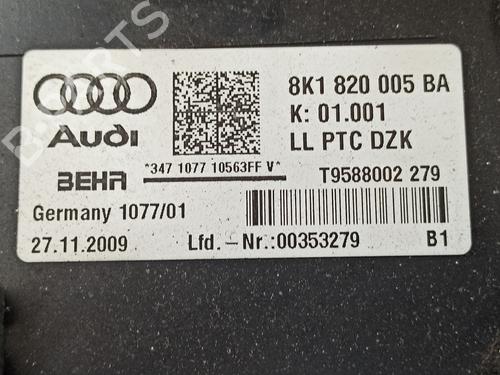 8K1 820 005 BA
K: 01.001
Audi
LL PTC DZK
*347 1077 10563FF V*
BEHR
T9588002 279
Germany 1077/01
27.11.2009
Lfd.-Nr.:00353279
B1